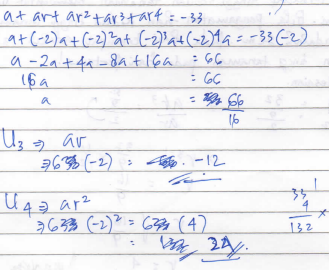 a + ar + ar² + ar³ + ar⁴ = -33
a + (-2)a + (-2)²a + (-2)³a + (-2)⁴a = -33(-2)
a - 2a + 4a - 8a + 16a = 66
16a = 66
a = 66/16
U₃ ⇒ ar
⇒ 6 (-2) = -12
U₄ ⇒ ar²
⇒ 6 (-2)² = 6 (4)
= 24
33
4 ×
132
1